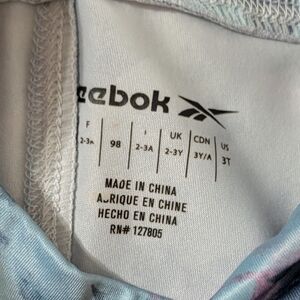 eebok
F I UK CDN US
2-3A 98 2-3A 2-3Y 3Y/A 3T
MADE IN CHINA
FABRIQUE EN CHINE
HECHO EN CHINA
RN# 127805